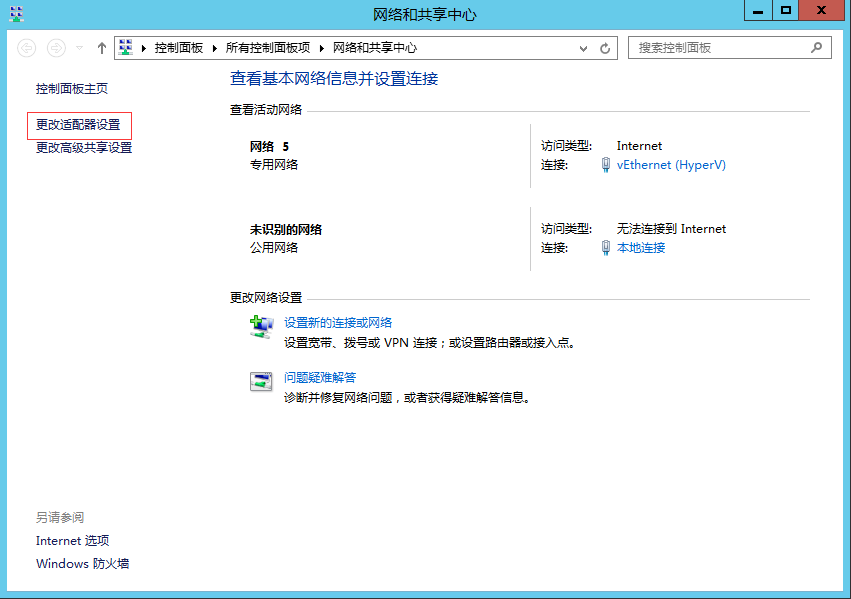 网络和共享中心
控制面板 所有控制面板项 网络和共享中心
搜索控制面板
控制面板主页
更改适配器设置
更改高级共享设置
查看基本网络信息并设置连接
查看活动网络
网络 5
专用网络
访问类型: Internet
连接: vEthernet (HyperV)
未识别的网络
公用网络
访问类型: 无法连接到 Internet
连接: 本地连接
更改网络设置
设置新的连接或网络
设置宽带、拨号或 VPN 连接；或设置路由器或接入点。
问题疑难解答
诊断并修复网络问题，或者获得疑难解答信息。
另请参阅
Internet 选项
Windows 防火墙